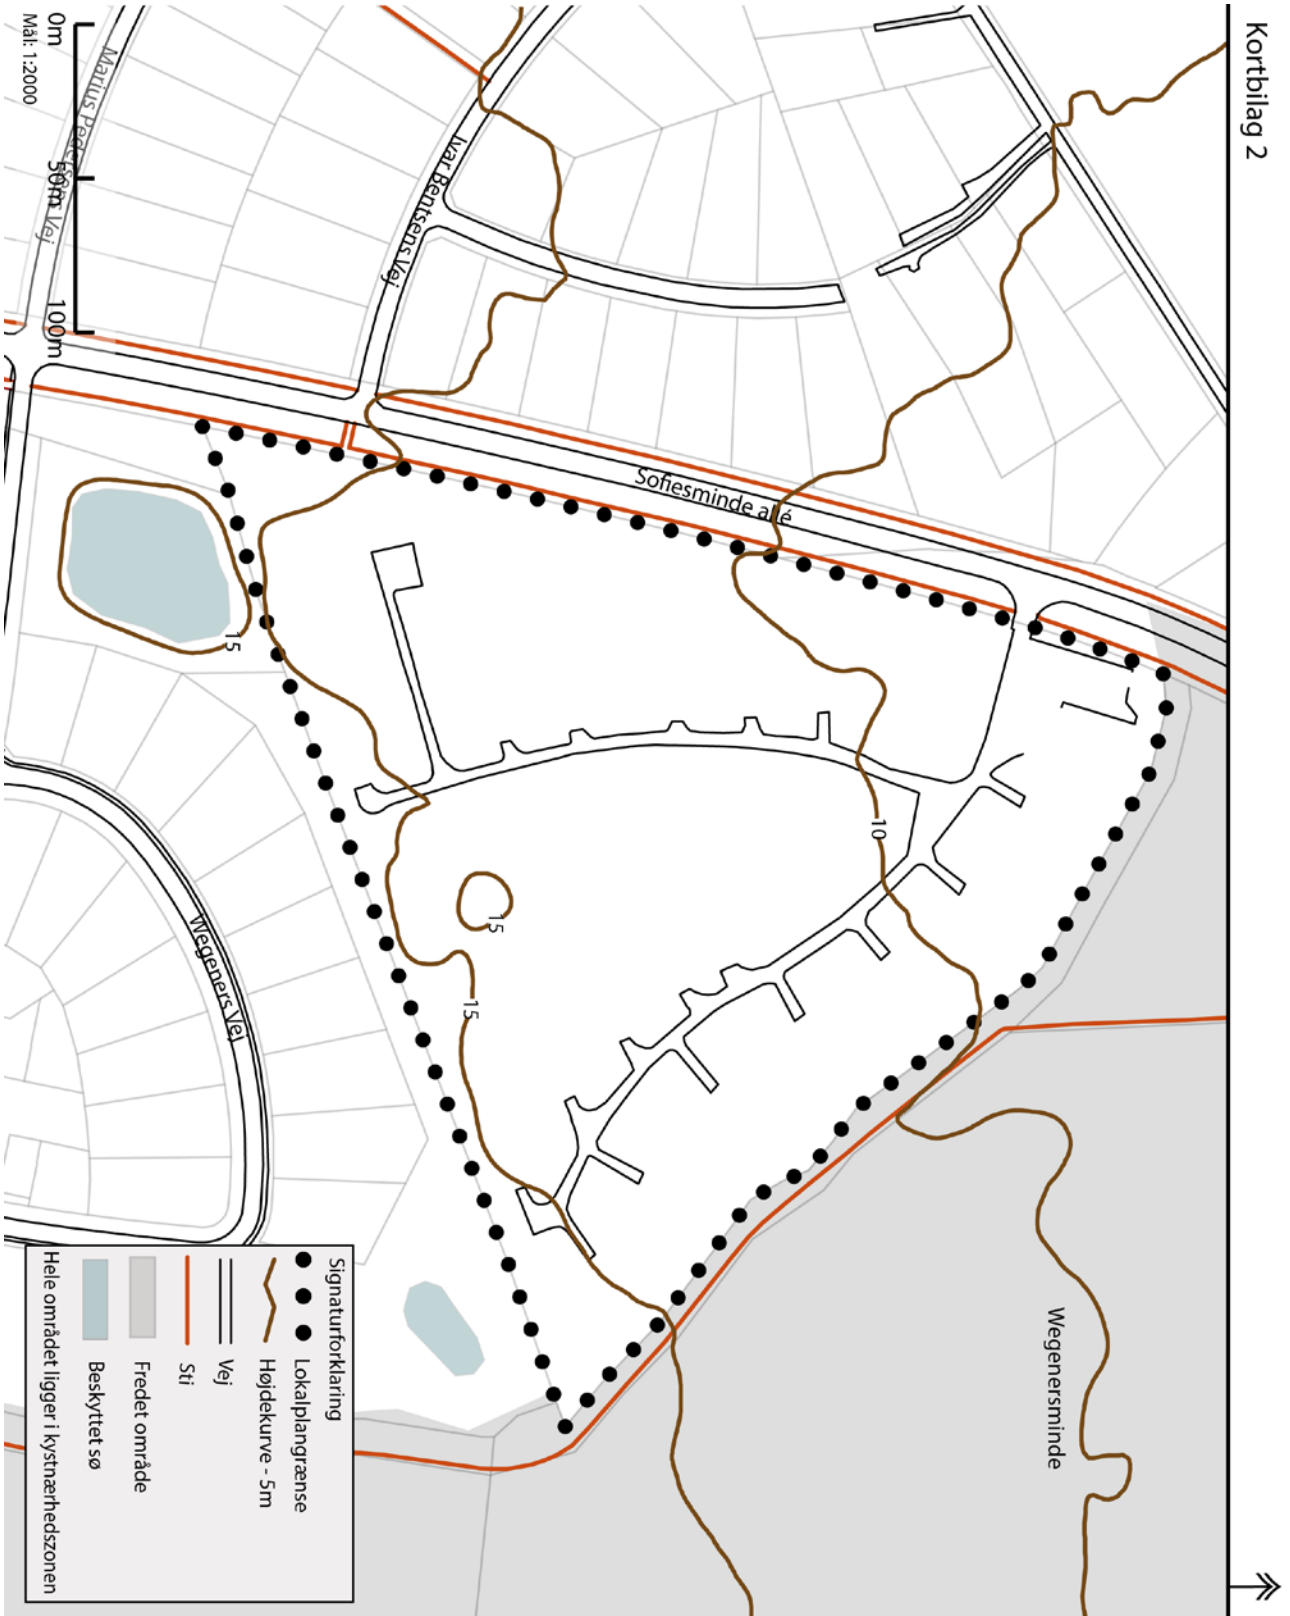 Kortbilag 2
Ivar Bentsens Vej
Marius Pedersens Vej
0m
50m
100m
Mål: 1:2000
Sofiesminde allé
10
15
15
15
Wegeners Vej
Wegenersminde
Signaturforklaring
Lokalplangrænse
Højdekurve - 5m
Vej
Sti
Fredet område
Beskyttet sø
Hele området ligger i kystnærhedszonen